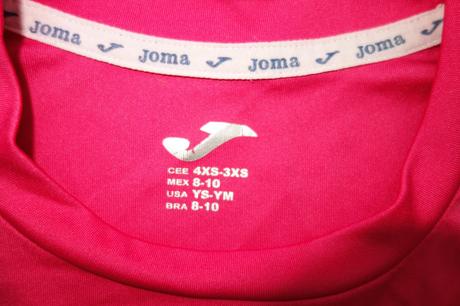 Joma Joma Joma Joma
CEE 4XS-3XS
MEX 8-10
USA YS-YM
BRA 8-10